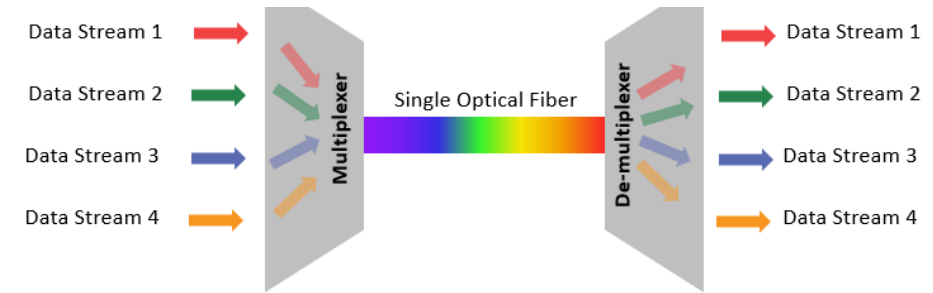 Data Stream 1
Data Stream 2
Data Stream 3
Data Stream 4
Multiplexer
Single Optical Fiber
De-multiplexer
Data Stream 1
Data Stream 2
Data Stream 3
Data Stream 4